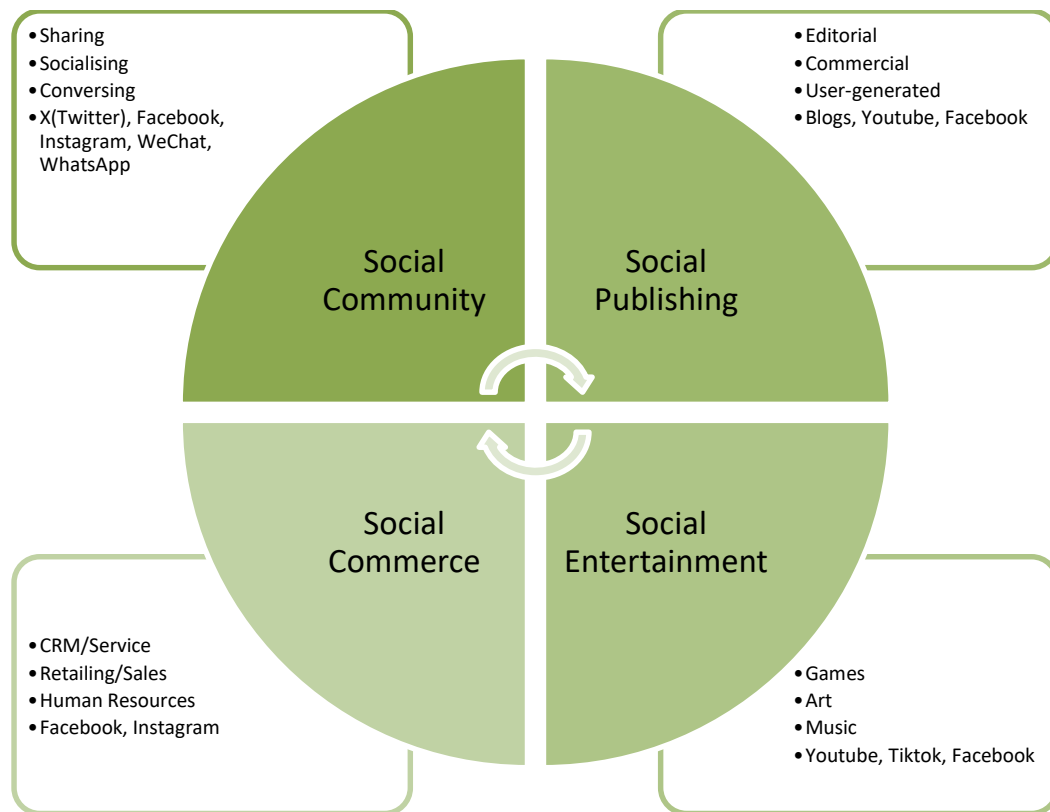 •Sharing
•Socialising
•Conversing
•X(Twitter), Facebook,
Instagram, WeChat,
WhatsApp
•Editorial
•Commercial
•User-generated
•Blogs, Youtube, Facebook
Social
Community
Social
Publishing
Social
Commerce
Social
Entertainment
•CRM/Service
•Retailing/Sales
•Human Resources
•Facebook, Instagram
•Games
•Art
•Music
•Youtube, Tiktok, Facebook